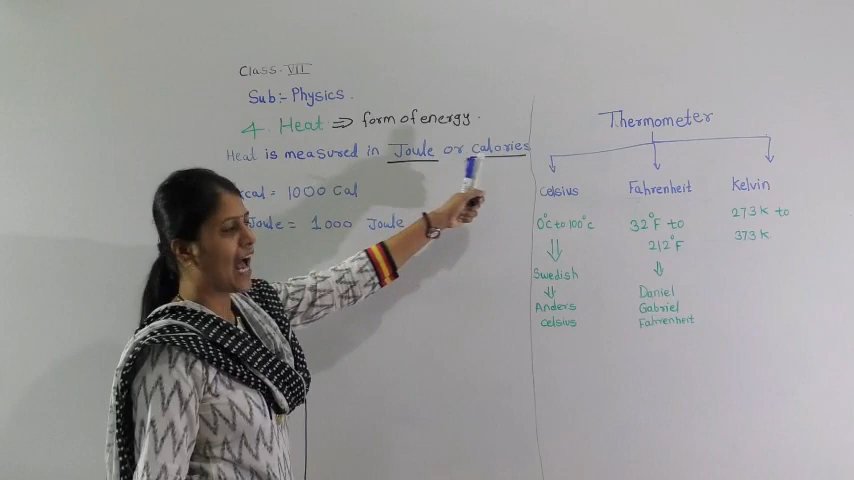 Class. VII
Sub:- Physics.
4. Heat ⇒ form of energy.
Heat is measured in Joule or calories
kcal = 1000 Cal
Joule = 1000 Joule
Thermometer
Celsius
0°C to 100°C
Swedish
Anders
Celsius
Fahrenheit
32°F to
212°F
Daniel
Gabriel
Fahrenheit
Kelvin
273 K to
373 K